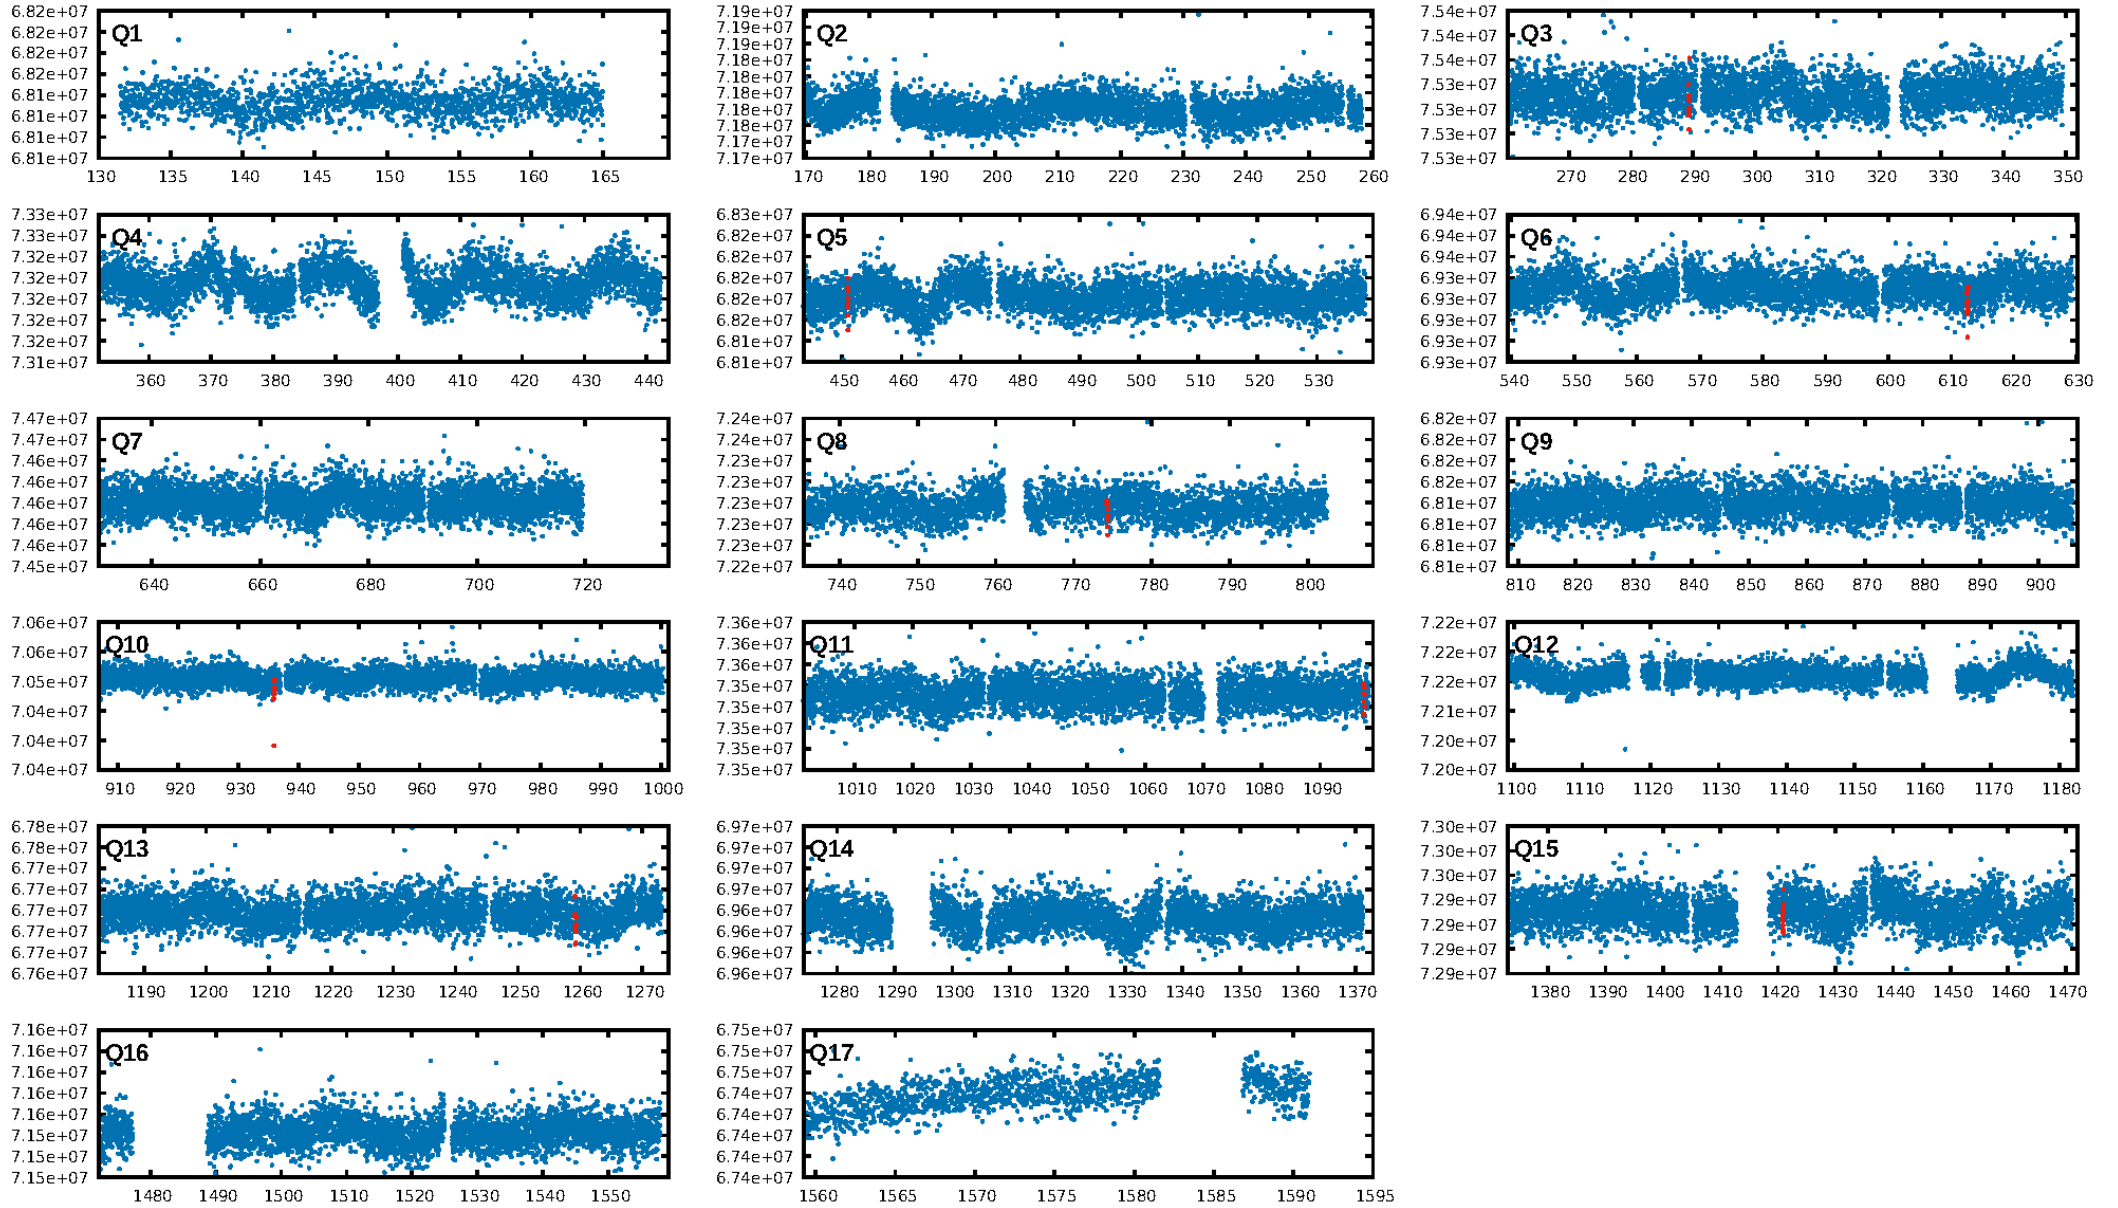 Q1
6.82e+07
6.82e+07
6.82e+07
6.82e+07
6.81e+07
6.81e+07
6.81e+07
6.81e+07
130 135 140 145 150 155 160 165
Q2
7.19e+07
7.19e+07
7.19e+07
7.18e+07
7.18e+07
7.18e+07
7.18e+07
7.18e+07
7.17e+07
170 180 190 200 210 220 230 240 250 260
Q3
7.54e+07
7.54e+07
7.54e+07
7.53e+07
7.53e+07
7.53e+07
7.53e+07
270 280 290 300 310 320 330 340 350
Q4
7.33e+07
7.33e+07
7.32e+07
7.32e+07
7.32e+07
7.32e+07
7.32e+07
7.31e+07
360 370 380 390 400 410 420 430 440
Q5
6.83e+07
6.82e+07
6.82e+07
6.82e+07
6.82e+07
6.82e+07
6.81e+07
6.81e+07
450 460 470 480 490 500 510 520 530
Q6
6.94e+07
6.94e+07
6.94e+07
6.93e+07
6.93e+07
6.93e+07
6.93e+07
6.93e+07
540 550 560 570 580 590 600 610 620 630
Q7
7.47e+07
7.47e+07
7.46e+07
7.46e+07
7.46e+07
7.46e+07
7.46e+07
7.45e+07
640 660 680 700 720
Q8
7.24e+07
7.24e+07
7.23e+07
7.23e+07
7.23e+07
7.23e+07
7.23e+07
7.22e+07
740 750 760 770 780 790 800
Q9
6.82e+07
6.82e+07
6.82e+07
6.82e+07
6.81e+07
6.81e+07
6.81e+07
6.81e+07
810 820 830 840 850 860 870 880 890 900
Q10
7.06e+07
7.06e+07
7.05e+07
7.04e+07
7.04e+07
7.04e+07
910 920 930 940 950 960 970 980 990 1000
Q11
7.36e+07
7.36e+07
7.36e+07
7.35e+07
7.35e+07
7.35e+07
7.35e+07
7.35e+07
1010 1020 1030 1040 1050 1060 1070 1080 1090
Q12
7.22e+07
7.22e+07
7.22e+07
7.21e+07
7.20e+07
7.20e+07
1100 1110 1120 1130 1140 1150 1160 1170 1180
Q13
6.78e+07
6.78e+07
6.77e+07
6.77e+07
6.77e+07
6.77e+07
6.77e+07
6.76e+07
1190 1200 1210 1220 1230 1240 1250 1260 1270
Q14
6.97e+07
6.97e+07
6.97e+07
6.97e+07
6.96e+07
6.96e+07
6.96e+07
6.96e+07
1280 1290 1300 1310 1320 1330 1340 1350 1360 1370
Q15
7.30e+07
7.30e+07
7.30e+07
7.29e+07
7.29e+07
7.29e+07
7.29e+07
1380 1390 1400 1410 1420 1430 1440 1450 1460 1470
Q16
7.16e+07
7.16e+07
7.16e+07
7.16e+07
7.16e+07
7.15e+07
7.15e+07
7.15e+07
1480 1490 1500 1510 1520 1530 1540 1550
Q17
6.75e+07
6.75e+07
6.75e+07
6.74e+07
6.74e+07
6.74e+07
6.74e+07
6.74e+07
1560 1565 1570 1575 1580 1585 1590 1595